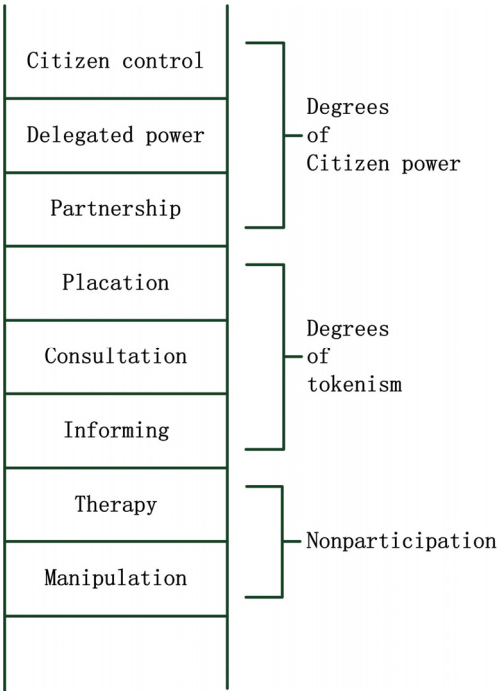 Citizen control
Delegated power
Partnership
Placation
Consultation
Informing
Therapy
Manipulation
Degrees
of
Citizen power
Degrees
of
tokenism
Nonparticipation